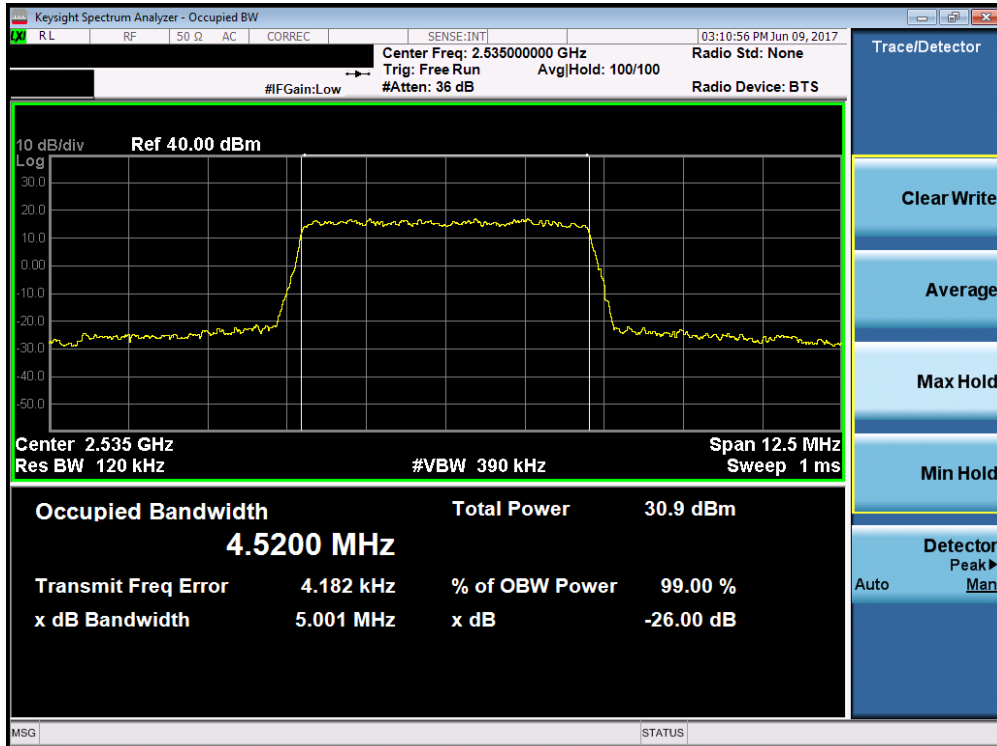 Keysight Spectrum Analyzer - Occupied BW
LXI RL RF 50 Ω AC CORREC SENSE:INT 03:10:56 PM Jun 09, 2017
Center Freq: 2.535000000 GHz Radio Std: None
Trig: Free Run Avg|Hold: 100/100
#IFGain:Low #Atten: 36 dB Radio Device: BTS
Trace/Detector
10 dB/div Ref 40.00 dBm
Log
30.0
20.0
10.0
0.00
-10.0
-20.0
-30.0
-40.0
-50.0
Center 2.535 GHz Span 12.5 MHz
Res BW 120 kHz #VBW 390 kHz Sweep 1 ms
Occupied Bandwidth Total Power 30.9 dBm
4.5200 MHz
Transmit Freq Error 4.182 kHz % of OBW Power 99.00 %
x dB Bandwidth 5.001 MHz x dB -26.00 dB
Clear Write
Average
Max Hold
Min Hold
Detector
Peak▶
Auto Man
MSG STATUS